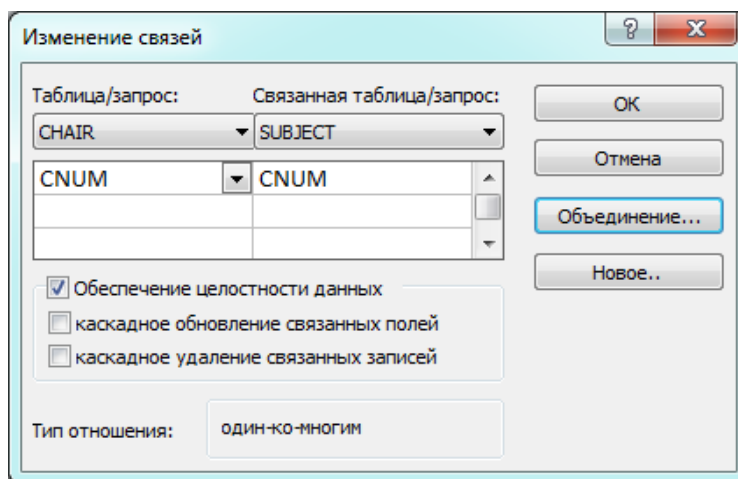 Изменение связей
Таблица/запрос: Связанная таблица/запрос:
CHAIR SUBJECT
CNUM CNUM
Обеспечение целостности данных
каскадное обновление связанных полей
каскадное удаление связанных записей
Тип отношения: один-ко-многим
ОК
Отмена
Объединение...
Новое..